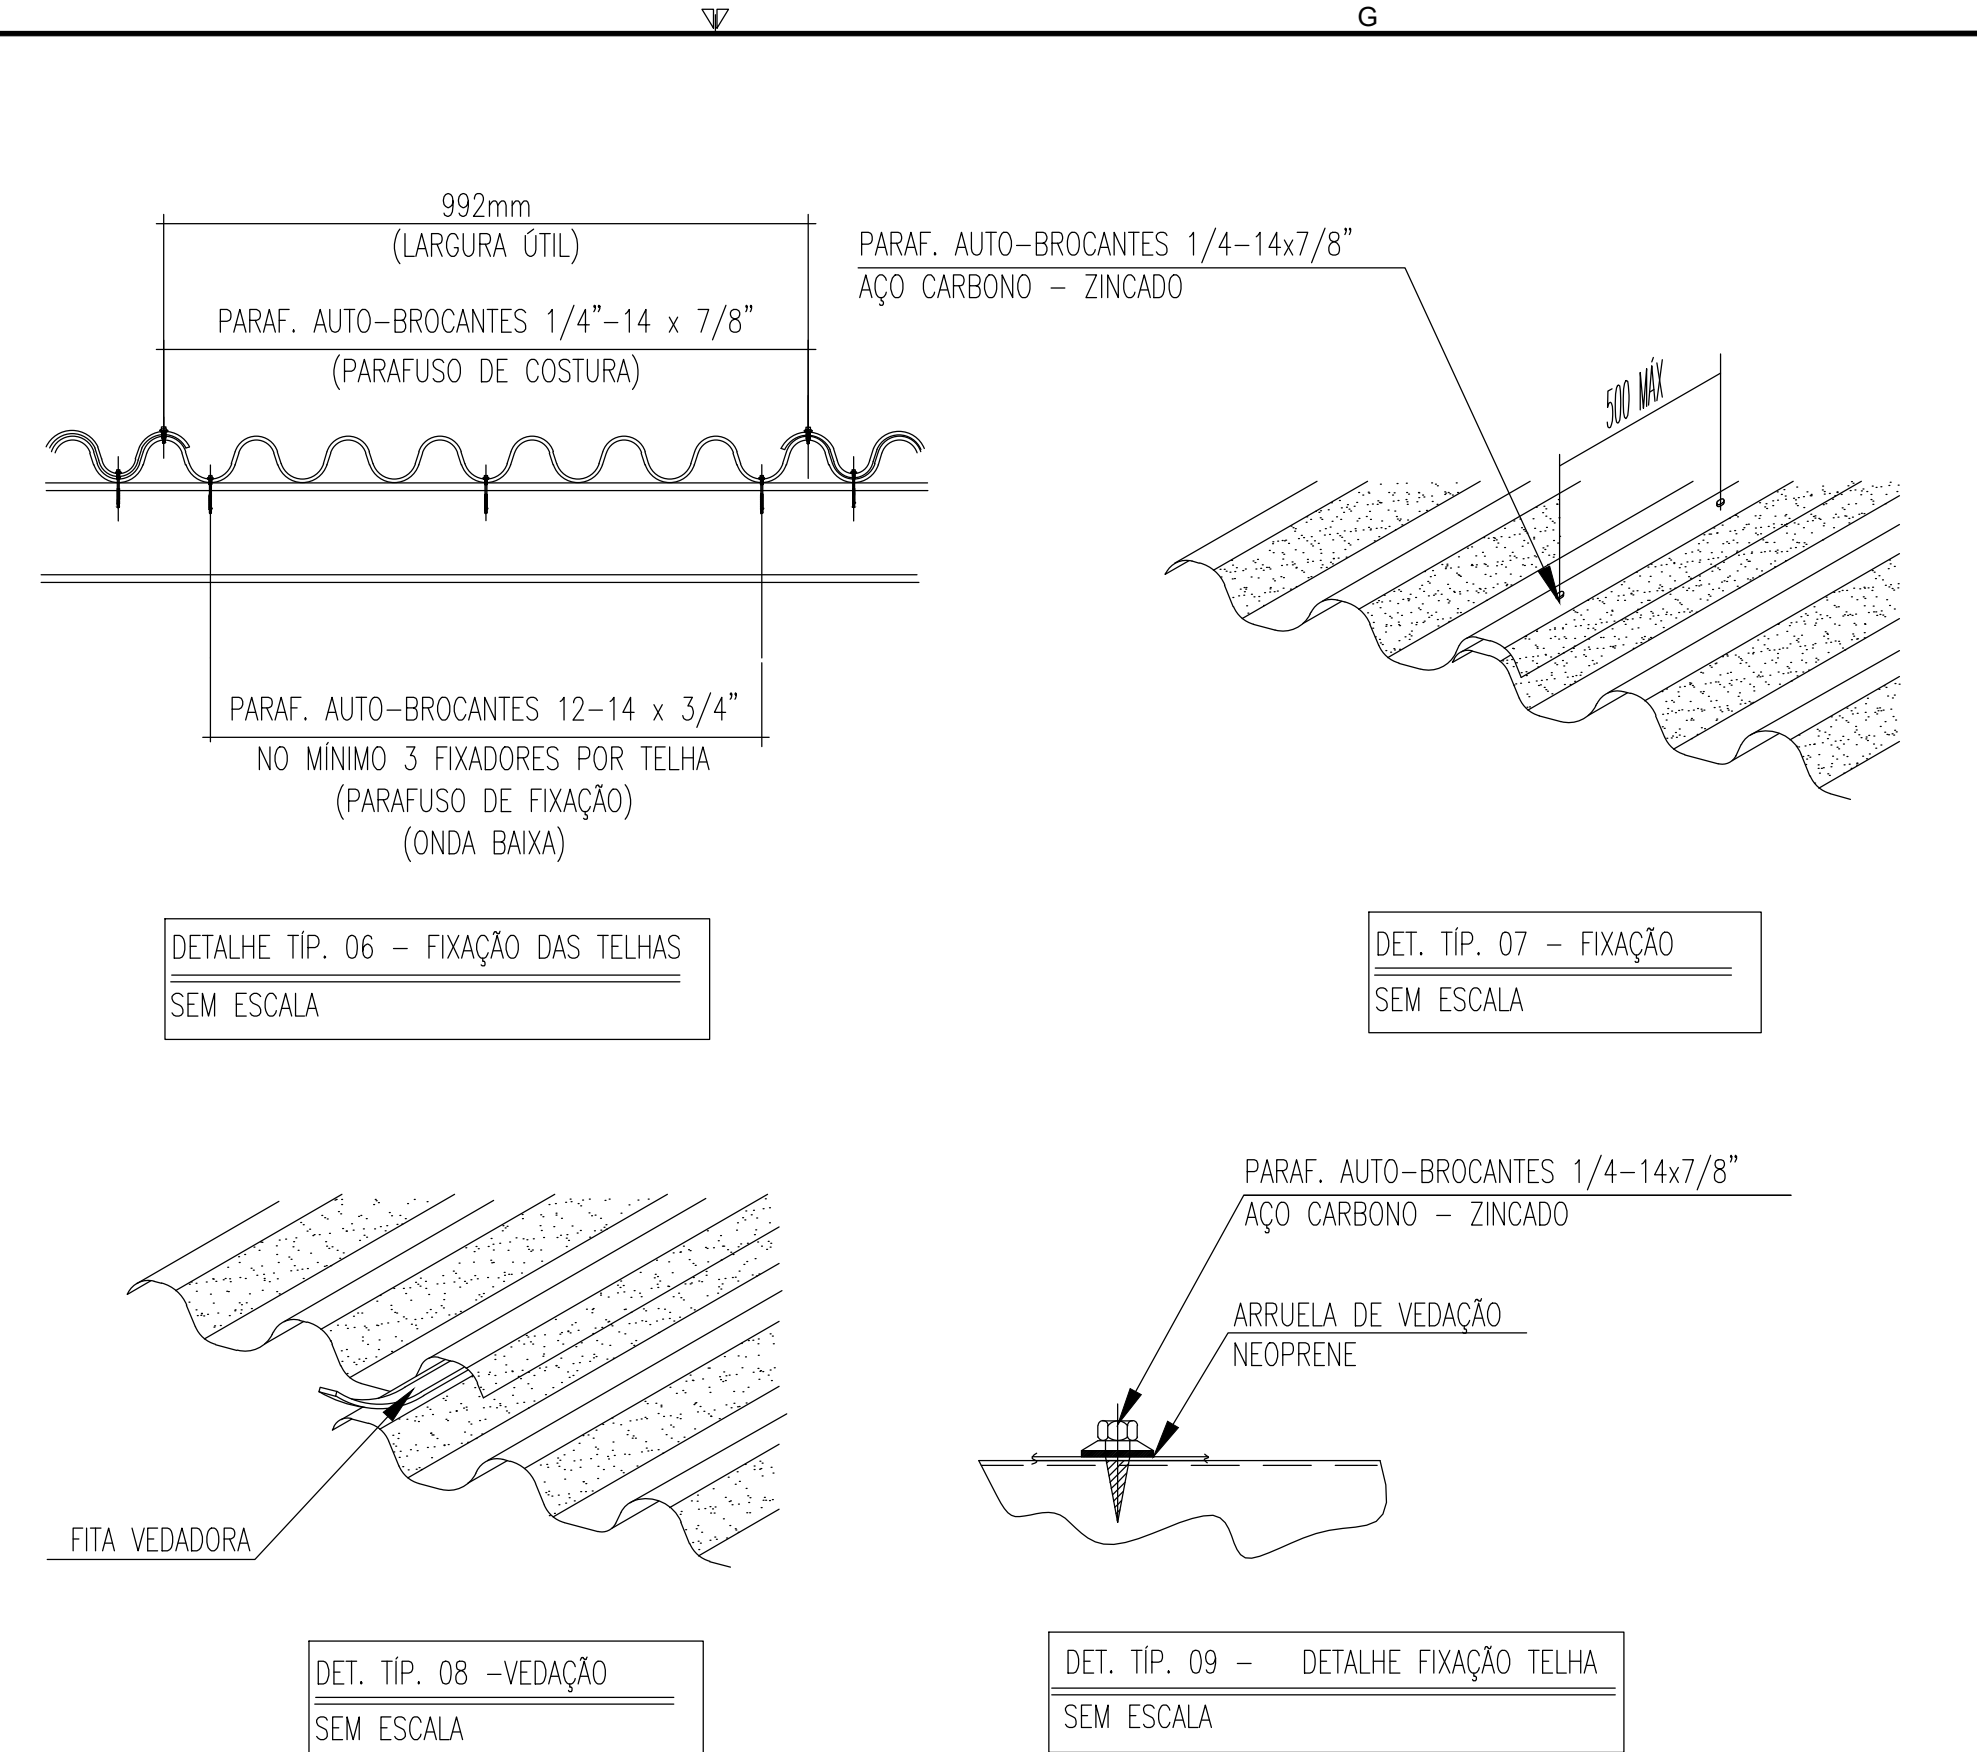 G
992mm
(LARGURA ÚTIL)
PARAF. AUTO-BROCANTES 1/4"-14 x 7/8"
(PARAFUSO DE COSTURA)
PARAF. AUTO-BROCANTES 12-14 x 3/4"
NO MÍNIMO 3 FIXADORES POR TELHA
(PARAFUSO DE FIXAÇÃO)
(ONDA BAIXA)
DETALHE TÍP. 06 - FIXAÇÃO DAS TELHAS
SEM ESCALA
PARAF. AUTO-BROCANTES 1/4-14x7/8"
AÇO CARBONO - ZINCADO
500 MÁX
DET. TÍP. 07 - FIXAÇÃO
SEM ESCALA
FITA VEDADORA
DET. TÍP. 08 -VEDAÇÃO
SEM ESCALA
PARAF. AUTO-BROCANTES 1/4-14x7/8"
AÇO CARBONO - ZINCADO
ARRUELA DE VEDAÇÃO
NEOPRENE
DET. TÍP. 09 - DETALHE FIXAÇÃO TELHA
SEM ESCALA